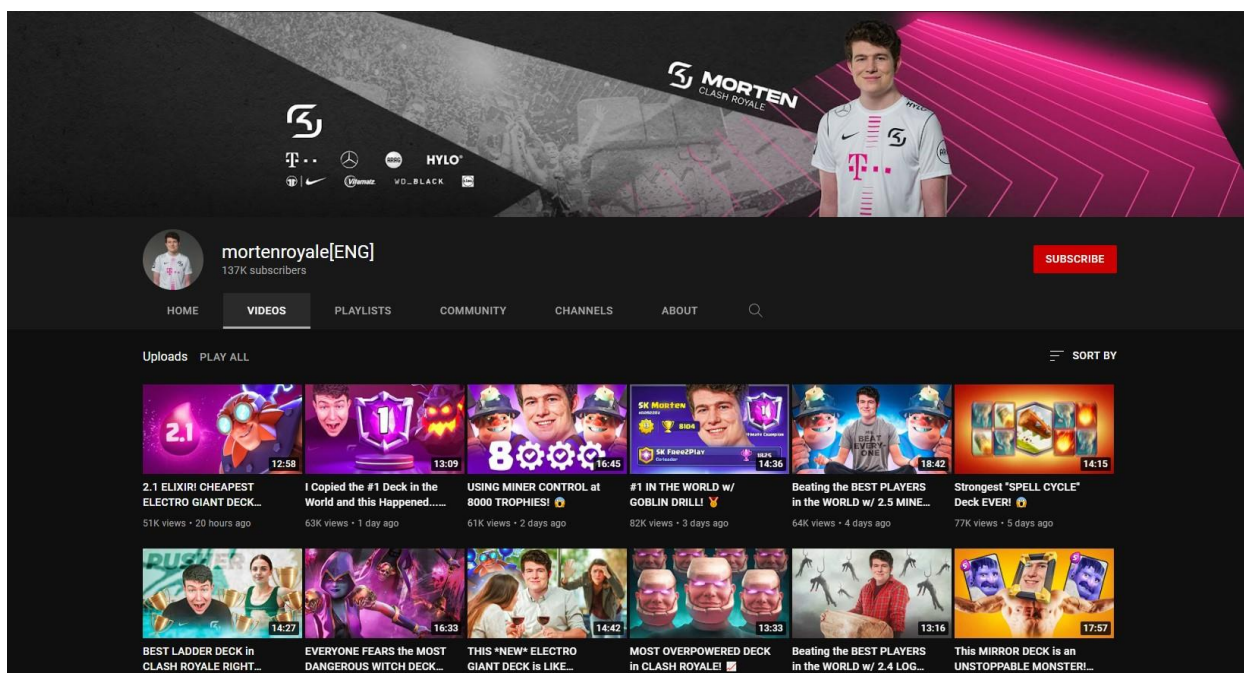 MORTEN
CLASH ROYALE
T
ARAG
HYLO
WD_BLACK
mortenroyale[ENG]
137K subscribers
SUBSCRIBE
HOME VIDEOS PLAYLISTS COMMUNITY CHANNELS ABOUT
Uploads PLAY ALL
SORT BY
2.1
12:58
1
13:09
8
16:45
SK MORTEN
8104
SK Free2Play
14:36
BEAT
EVERY-
ONE
18:42
14:15
2.1 ELIXIR! CHEAPEST
ELECTRO GIANT DECK...
51K views • 20 hours ago
I Copied the #1 Deck in the
World and this Happened......
63K views • 1 day ago
USING MINER CONTROL at
8000 TROPHIES! 😱
61K views • 2 days ago
#1 IN THE WORLD w/
GOBLIN DRILL! 🏅
82K views • 3 days ago
Beating the BEST PLAYERS
in the WORLD w/ 2.5 MINE...
64K views • 4 days ago
Strongest "SPELL CYCLE"
Deck EVER! 😱
77K views • 5 days ago
PUSHER
14:27
16:33
14:42
13:33
13:16
17:57
BEST LADDER DECK in
CLASH ROYALE RIGHT...
EVERYONE FEARS the MOST
DANGEROUS WITCH DECK...
THIS *NEW* ELECTRO
GIANT DECK is LIKE...
MOST OVERPOWERED DECK
in CLASH ROYALE! 📈
Beating the BEST PLAYERS
in the WORLD w/ 2.4 LOG...
This MIRROR DECK is an
UNSTOPPABLE MONSTER!...